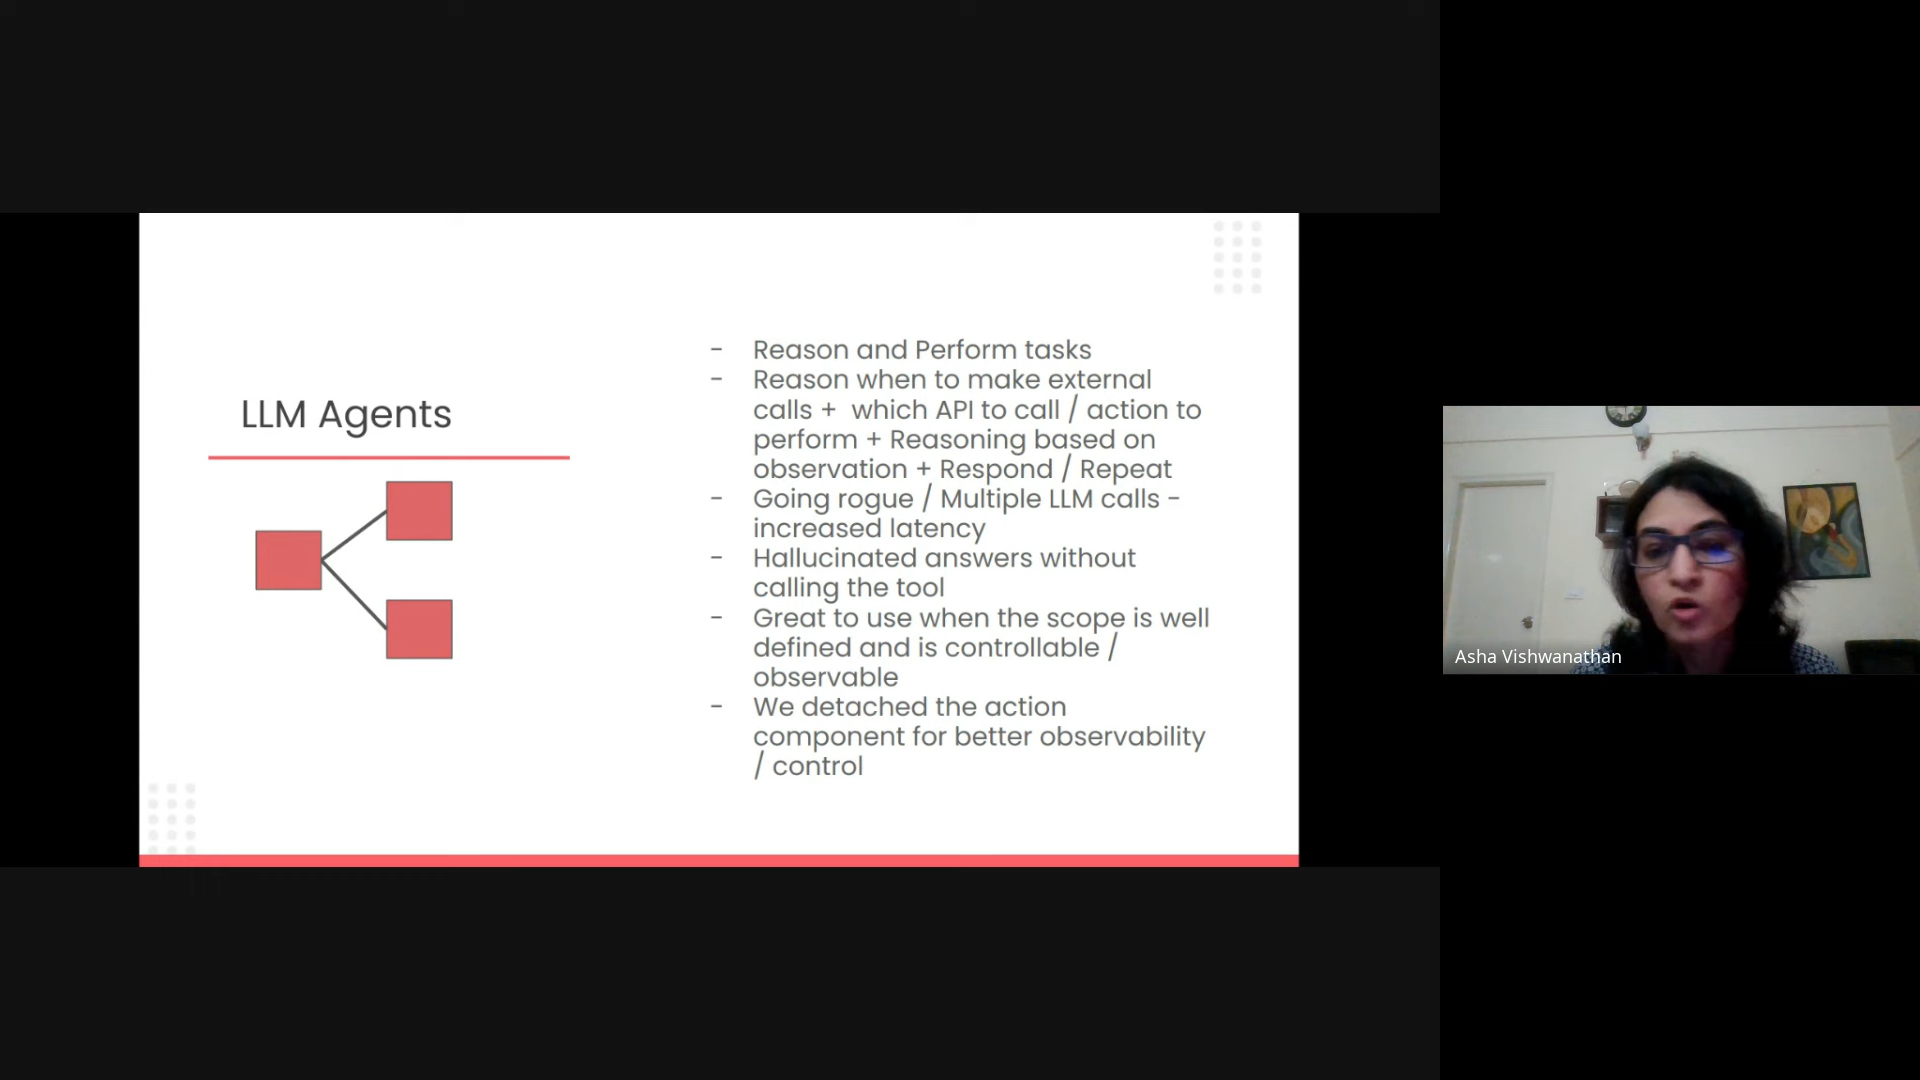 LLM Agents
- Reason and Perform tasks
- Reason when to make external
calls + which API to call / action to
perform + Reasoning based on
observation + Respond / Repeat
- Going rogue / Multiple LLM calls -
increased latency
- Hallucinated answers without
calling the tool
- Great to use when the scope is well
defined and is controllable /
observable
- We detached the action
component for better observability
/ control
Asha Vishwanathan